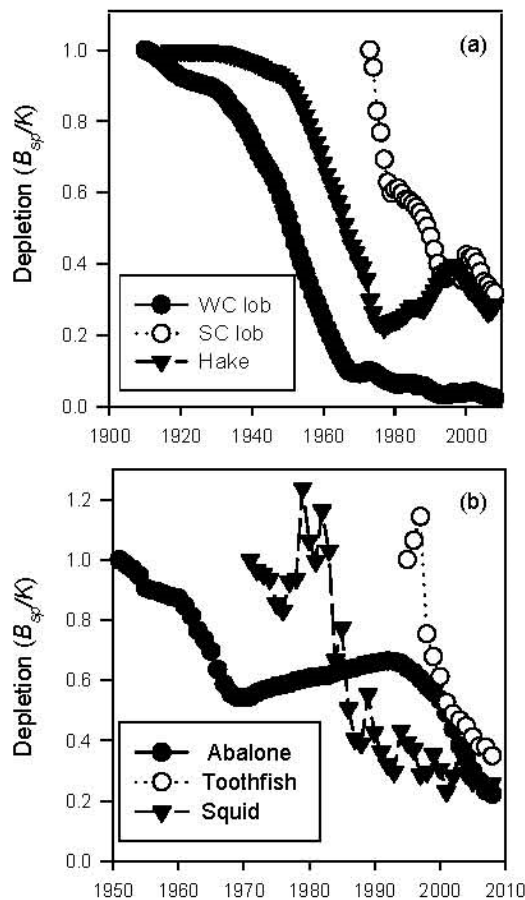 (a)
Depletion (Bsp/K)
1.0
0.8
0.6
0.4
0.2
0.0
WC lob
SC lob
Hake
1900 1920 1940 1960 1980 2000
(b)
Depletion (Bsp/K)
1.2
1.0
0.8
0.6
0.4
0.2
0.0
Abalone
Toothfish
Squid
1950 1960 1970 1980 1990 2000 2010